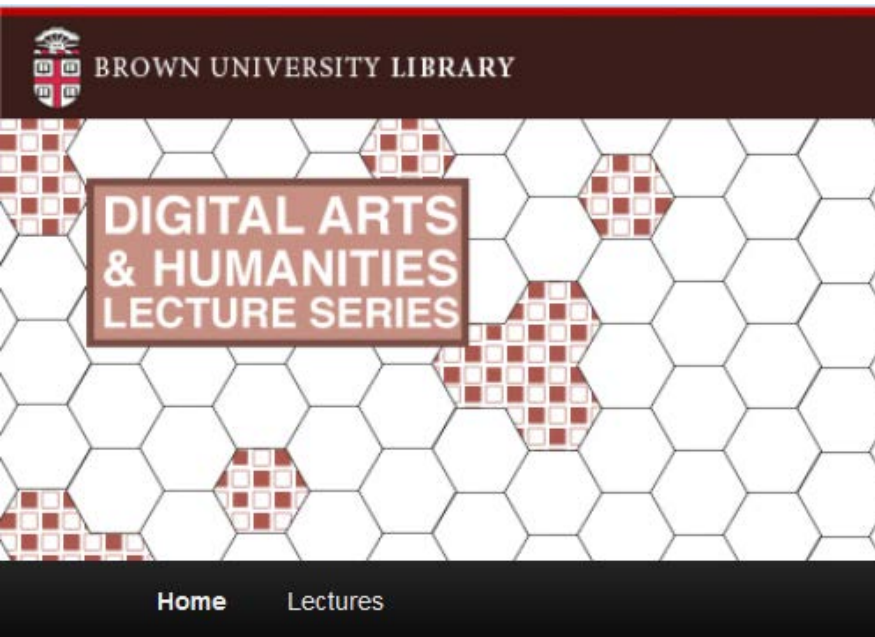 BROWN UNIVERSITY LIBRARY
DIGITAL ARTS
& HUMANITIES
LECTURE SERIES
Home Lectures